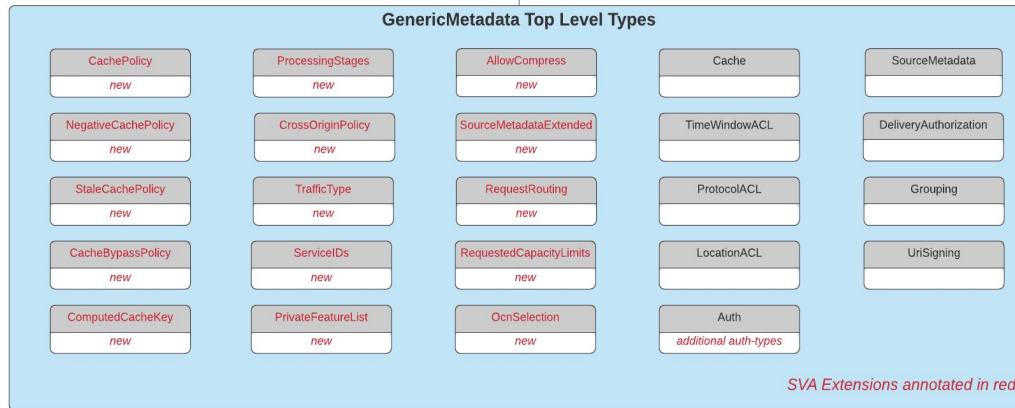 GenericMetadata Top Level Types
CachePolicy
new
NegativeCachePolicy
new
StaleCachePolicy
new
CacheBypassPolicy
new
ComputedCacheKey
new
ProcessingStages
new
CrossOriginPolicy
new
TrafficType
new
ServiceIDs
new
PrivateFeatureList
new
AllowCompress
new
SourceMetadataExtended
new
RequestRouting
new
RequestedCapacityLimits
new
OcnSelection
new
Cache
TimeWindowACL
ProtocolACL
LocationACL
Auth
additional auth-types
SourceMetadata
DeliveryAuthorization
Grouping
UriSigning
SVA Extensions annotated in red